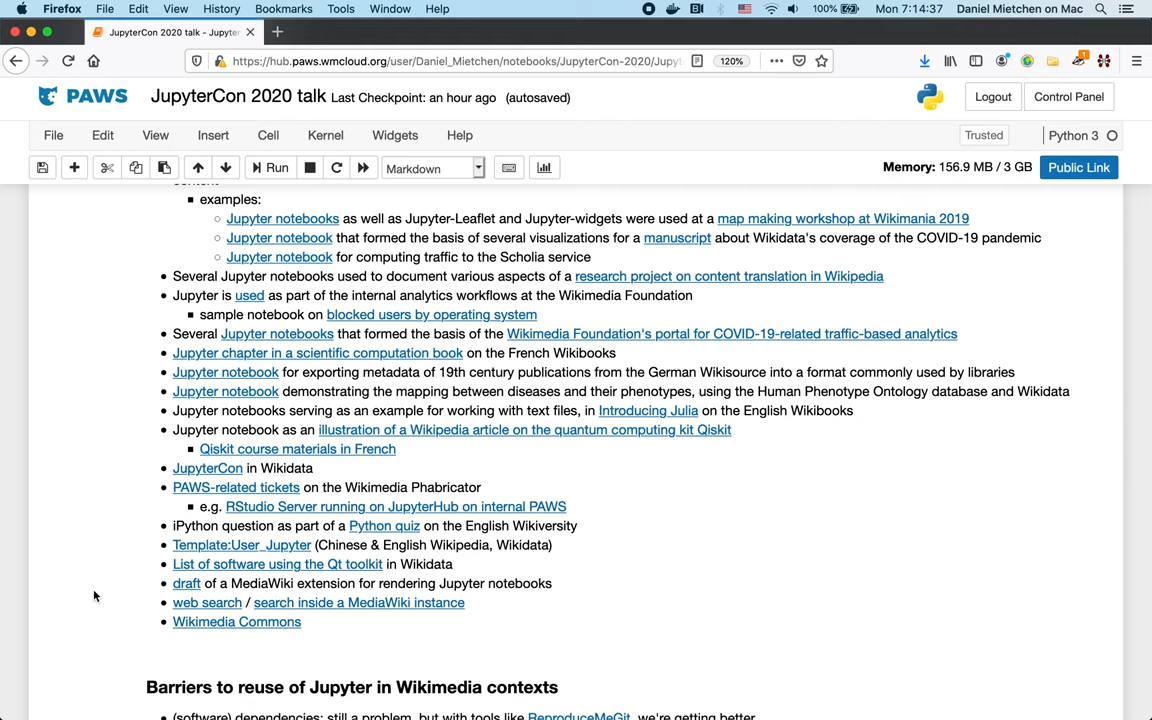 Firefox File Edit View History Bookmarks Tools Window Help 100% Mon 7:14:37 Daniel Mietchen on Mac
JupyterCon 2020 talk - Jupyter
https://hub.paws.wmcloud.org/user/Daniel_Mietchen/notebooks/JupyterCon-2020/Jupyt 120%
PAWS JupyterCon 2020 talk Last Checkpoint: an hour ago (autosaved) Logout Control Panel
File Edit View Insert Cell Kernel Widgets Help Trusted Python 3
Run Markdown Memory: 156.9 MB / 3 GB Public Link
content
examples:
Jupyter notebooks as well as Jupyter-Leaflet and Jupyter-widgets were used at a map making workshop at Wikimania 2019
Jupyter notebook that formed the basis of several visualizations for a manuscript about Wikidata's coverage of the COVID-19 pandemic
Jupyter notebook for computing traffic to the Scholia service
Several Jupyter notebooks used to document various aspects of a research project on content translation in Wikipedia
Jupyter is used as part of the internal analytics workflows at the Wikimedia Foundation
sample notebook on blocked users by operating system
Several Jupyter notebooks that formed the basis of the Wikimedia Foundation's portal for COVID-19-related traffic-based analytics
Jupyter chapter in a scientific computation book on the French Wikibooks
Jupyter notebook for exporting metadata of 19th century publications from the German Wikisource into a format commonly used by libraries
Jupyter notebook demonstrating the mapping between diseases and their phenotypes, using the Human Phenotype Ontology database and Wikidata
Jupyter notebooks serving as an example for working with text files, in Introducing Julia on the English Wikibooks
Jupyter notebook as an illustration of a Wikipedia article on the quantum computing kit Qiskit
Qiskit course materials in French
JupyterCon in Wikidata
PAWS-related tickets on the Wikimedia Phabricator
e.g. RStudio Server running on JupyterHub on internal PAWS
iPython question as part of a Python quiz on the English Wikiversity
Template:User_Jupyter (Chinese & English Wikipedia, Wikidata)
List of software using the Qt toolkit in Wikidata
draft of a MediaWiki extension for rendering Jupyter notebooks
web search / search inside a MediaWiki instance
Wikimedia Commons
Barriers to reuse of Jupyter in Wikimedia contexts
(software) dependencies: still a problem, but with tools like ReproduceMeGit, we're getting better